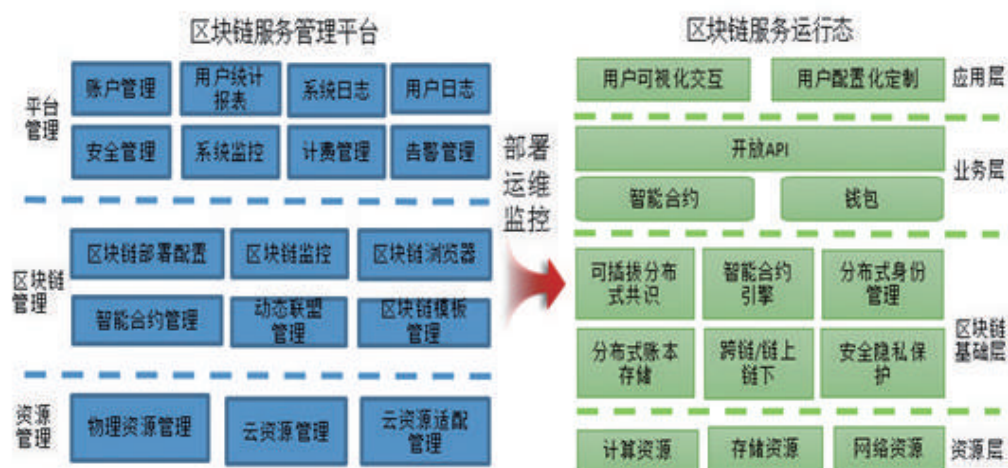 区块链服务管理平台
平台
管理
账户管理
用户统计
报表
系统日志
用户日志
安全管理
系统监控
计费管理
告警管理
区块链
管理
区块链部署配置
区块链监控
区块链浏览器
智能合约管理
动态联盟
管理
区块链模板
管理
资源
管理
物理资源管理
云资源管理
云资源适配
管理
部署
运维
监控
区块链服务运行态
用户可视化交互
用户配置化定制
应用层
开放API
智能合约
钱包
业务层
可插拔分布
式共识
智能合约
引擎
分布式身份
管理
分布式账本
存储
跨链/链上
链下
安全隐私保
护
区块链
基础层
计算资源
存储资源
网络资源
资源层